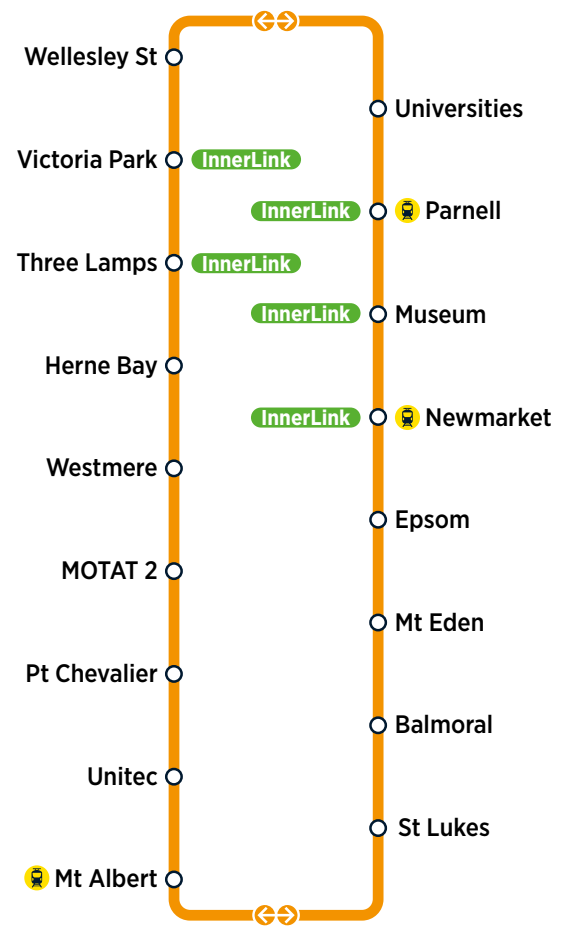 Wellesley St
Universities
Victoria Park InnerLink
InnerLink Parnell
Three Lamps InnerLink
InnerLink Museum
Herne Bay
InnerLink Newmarket
Westmere
Epsom
MOTAT 2
Mt Eden
Pt Chevalier
Balmoral
Unitec
St Lukes
Mt Albert